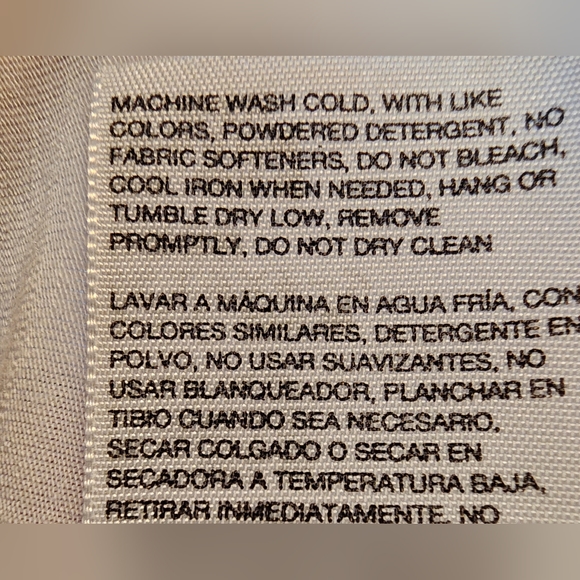 MACHINE WASH COLD, WITH LIKE
COLORS, POWDERED DETERGENT, NO
FABRIC SOFTENERS, DO NOT BLEACH,
COOL IRON WHEN NEEDED, HANG OR
TUMBLE DRY LOW, REMOVE
PROMPTLY, DO NOT DRY CLEAN
LAVAR A MÁQUINA EN AGUA FRÍA, CON
COLORES SIMILARES, DETERGENTE EN
POLVO, NO USAR SUAVIZANTES, NO
USAR BLANQUEADOR, PLANCHAR EN
TIBIO CUANDO SEA NECESARIO,
SECAR COLGADO O SECAR EN
SECADORA A TEMPERATURA BAJA,
RETIRAR INMEDIATAMENTE, NO